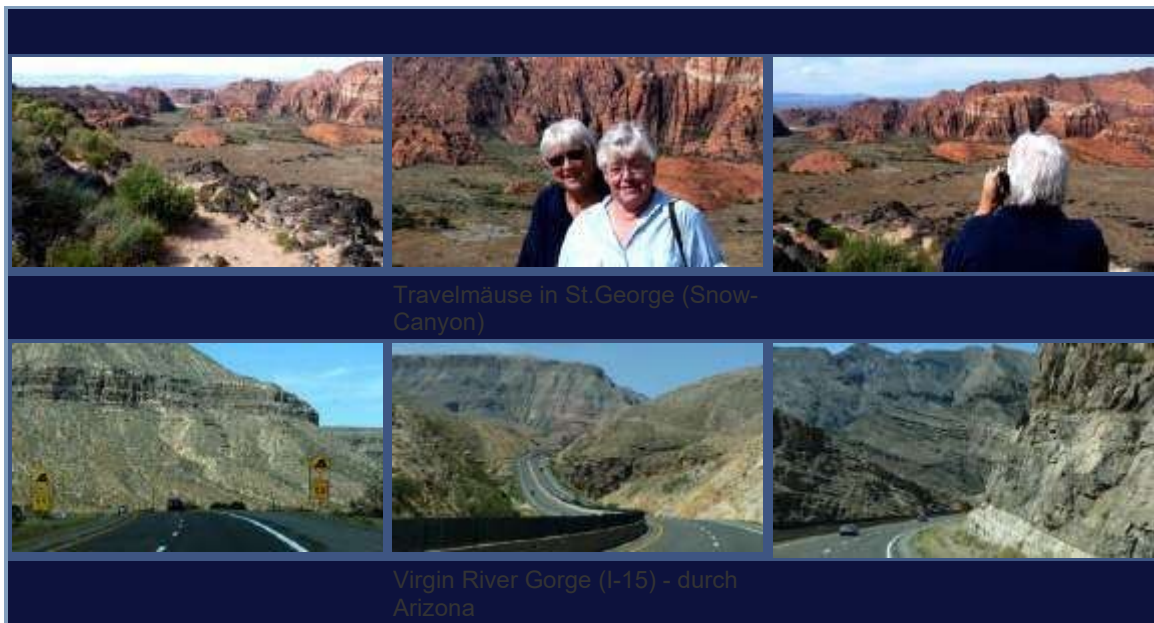 Travelmäuse in St.George (Snow-
Canyon)
Virgin River Gorge (I-15) - durch
Arizona